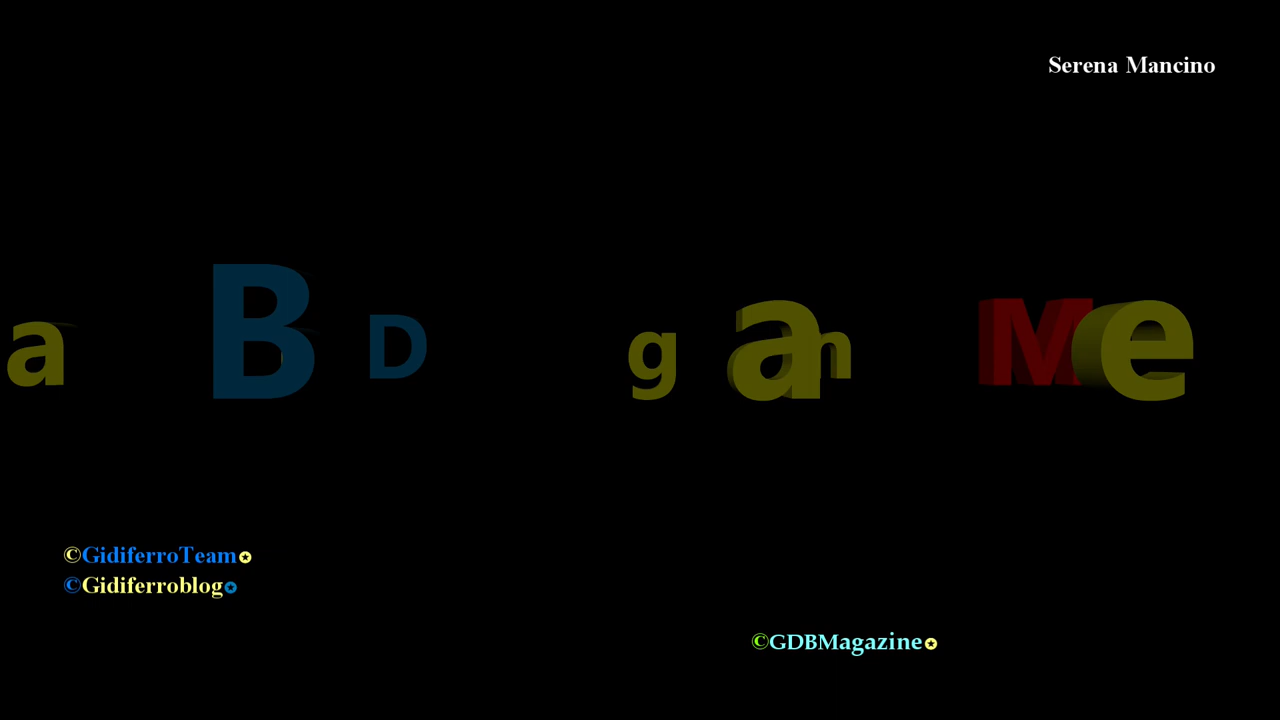 Serena Mancino
a B D g a n M e
©GidiferroTeam✪
©Gidiferroblog✪
©GDBMagazine✪